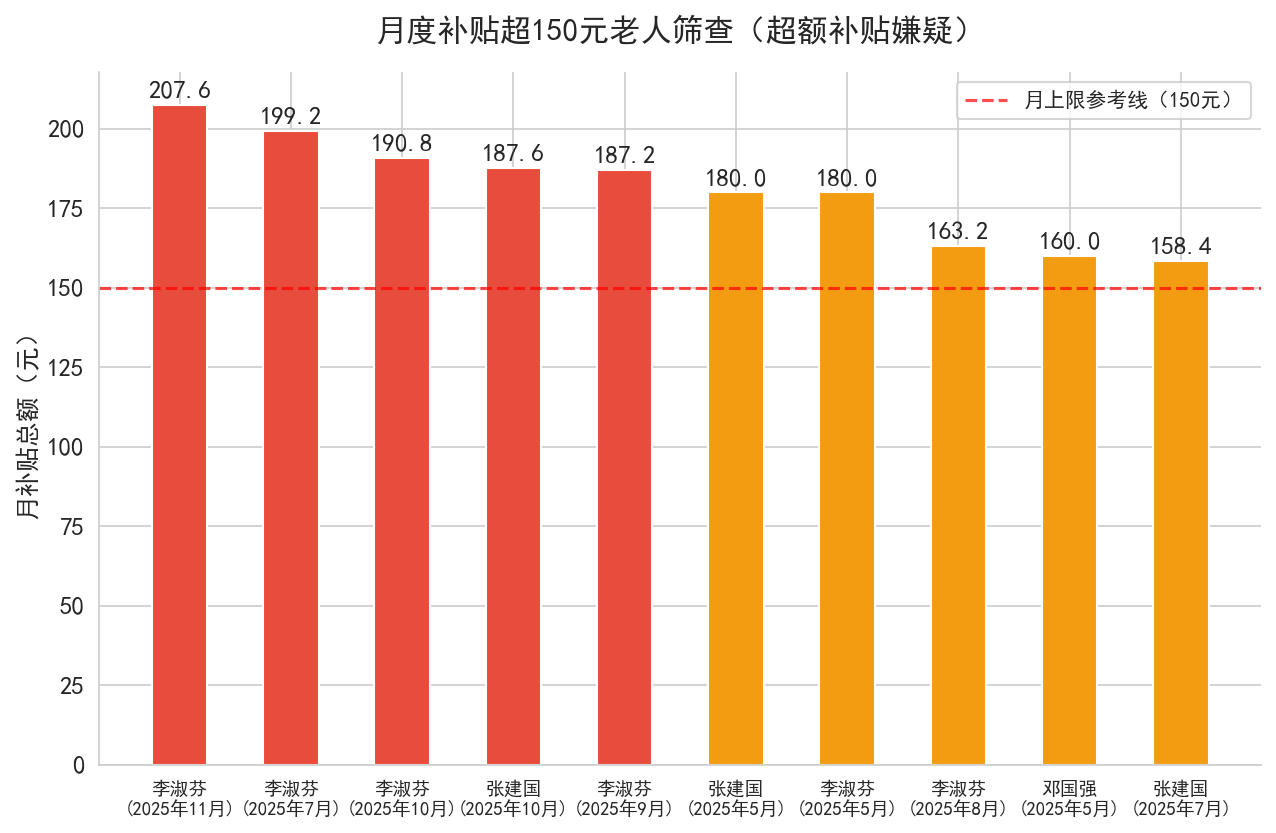 月度补贴超150元老人筛查（超额补贴嫌疑）
月上限参考线（150元）
月补贴总额（元）
200
175
150
125
100
75
50
25
0
207.6
199.2
190.8
187.6
187.2
180.0
180.0
163.2
160.0
158.4
李淑芬
（2025年11月）
李淑芬
（2025年7月）
李淑芬
（2025年10月）
张建国
（2025年10月）
李淑芬
（2025年9月）
张建国
（2025年5月）
李淑芬
（2025年5月）
李淑芬
（2025年8月）
邓国强
（2025年5月）
张建国
（2025年7月）